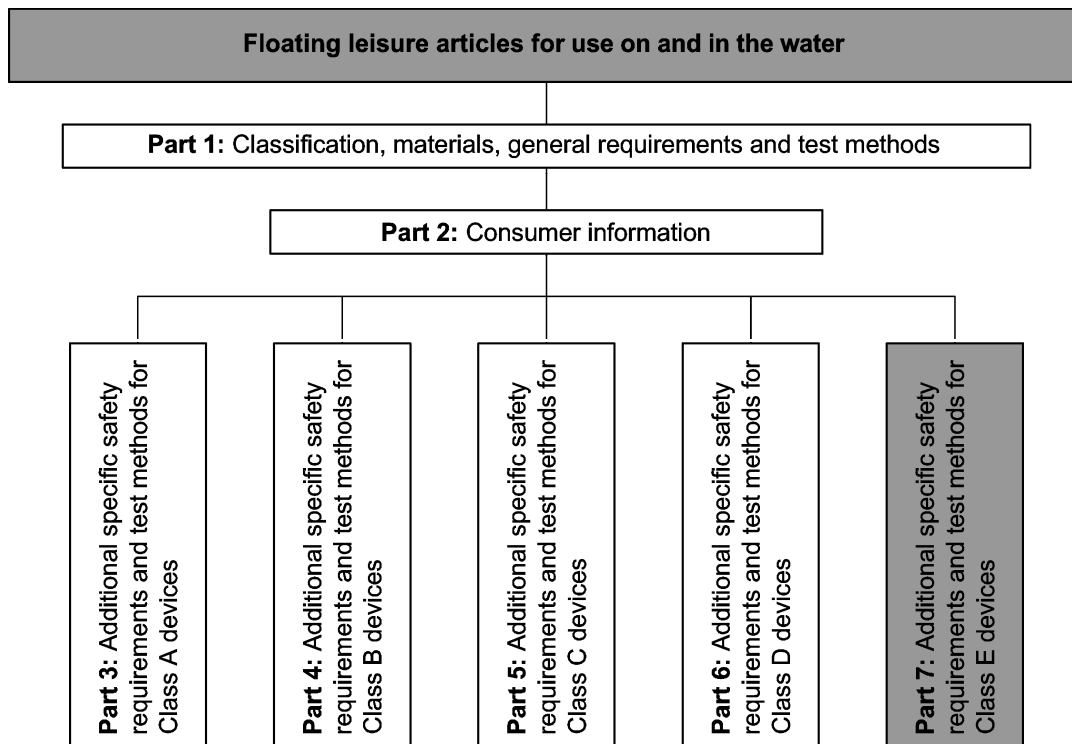 Floating leisure articles for use on and in the water
Part 1: Classification, materials, general requirements and test methods
Part 2: Consumer information
Part 3: Additional specific safety
requirements and test methods for
Class A devices
Part 4: Additional specific safety
requirements and test methods for
Class B devices
Part 5: Additional specific safety
requirements and test methods for
Class C devices
Part 6: Additional specific safety
requirements and test methods for
Class D devices
Part 7: Additional specific safety
requirements and test methods for
Class E devices